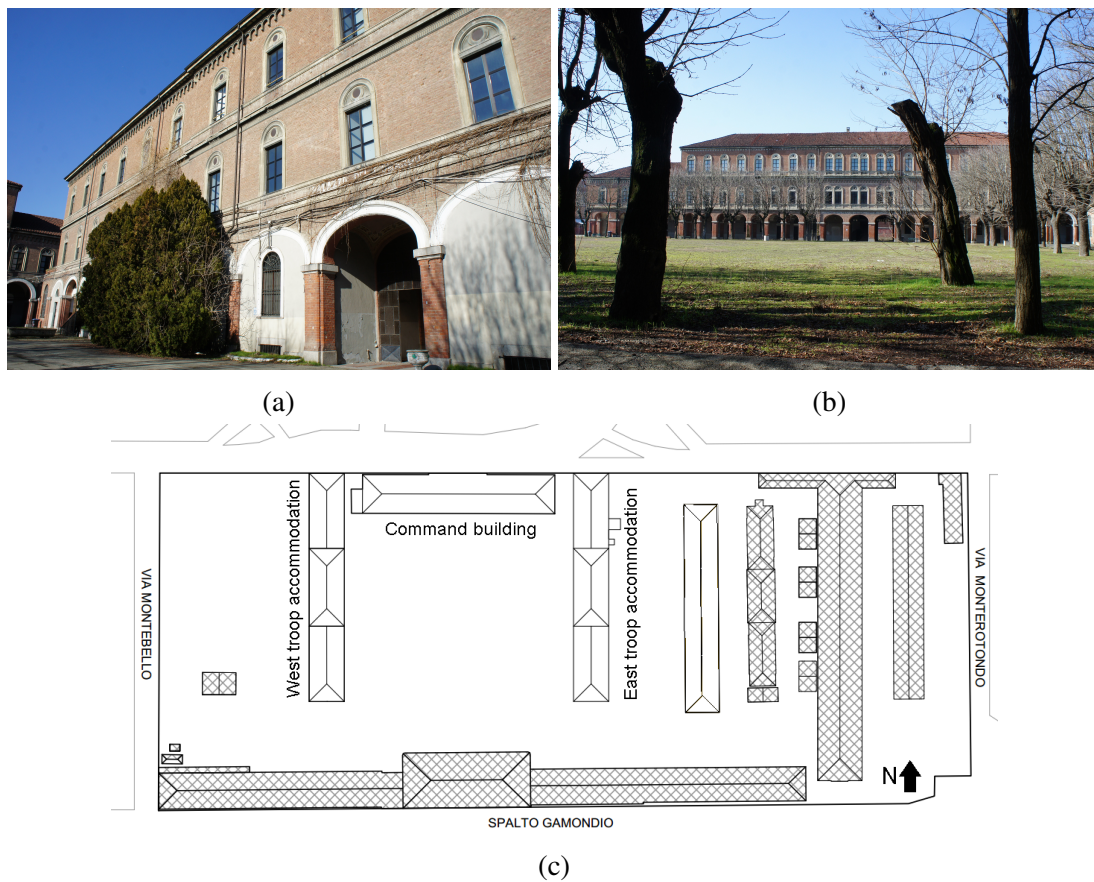 (a)
(b)
West troop accommodation
Command building
East troop accommodation
VIA MONTEBELLO
VIA MONTEROTONDO
N
SPALTO GAMONDIO
(c)